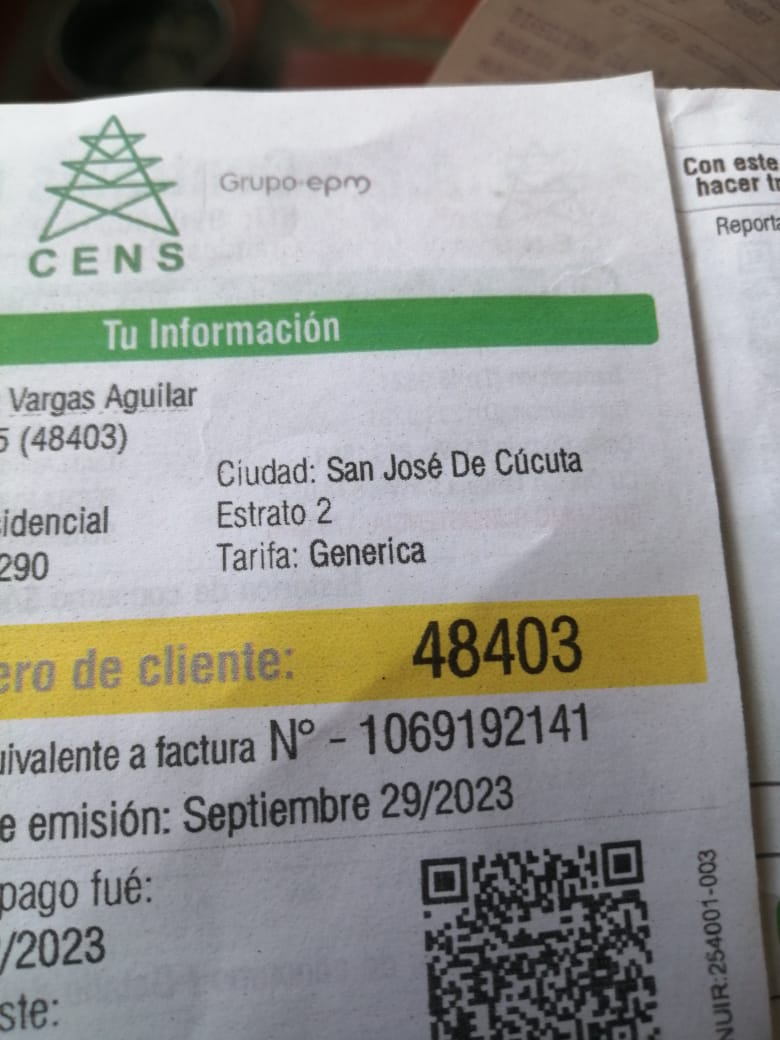 CENS
Grupo·epm
Tu Información
Vargas Aguilar
5 (48403)
Ciudad: San José De Cúcuta
sidencial
Estrato 2
290
Tarifa: Generica
ero de cliente: 48403
uivalente a factura N° - 1069192141
e emisión: Septiembre 29/2023
pago fué:
/2023
ste:
NUIR:254001-003
Con este
hacer tr
Reporta